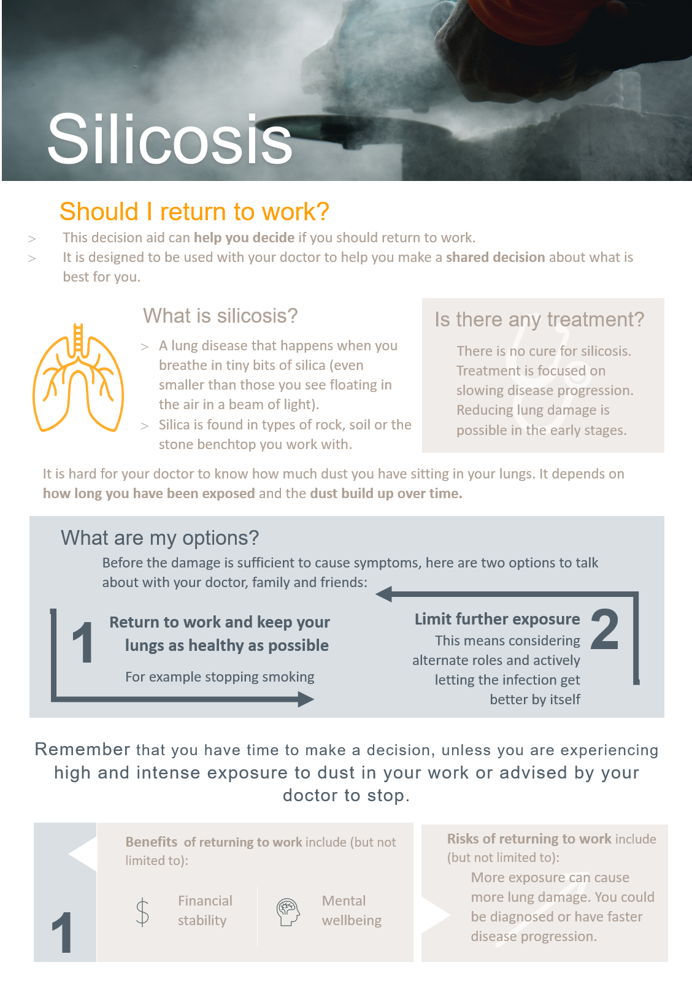 Silicosis
Should I return to work?
> This decision aid can help you decide if you should return to work.
> It is designed to be used with your doctor to help you make a shared decision about what is
best for you.
What is silicosis?
> A lung disease that happens when you
breathe in tiny bits of silica (even
smaller than those you see floating in
the air in a beam of light).
> Silica is found in types of rock, soil or the
stone benchtop you work with.
Is there any treatment?
There is no cure for silicosis.
Treatment is focused on
slowing disease progression.
Reducing lung damage is
possible in the early stages.
It is hard for your doctor to know how much dust you have sitting in your lungs. It depends on
how long you have been exposed and the dust build up over time.
What are my options?
Before the damage is sufficient to cause symptoms, here are two options to talk
about with your doctor, family and friends:
1
Return to work and keep your
lungs as healthy as possible
For example stopping smoking
2
Limit further exposure
This means considering
alternate roles and actively
letting the infection get
better by itself
Remember that you have time to make a decision, unless you are experiencing
high and intense exposure to dust in your work or advised by your
doctor to stop.
1
Benefits of returning to work include (but not
limited to):
$
Financial
stability
Mental
wellbeing
Risks of returning to work include
(but not limited to):
More exposure can cause
more lung damage. You could
be diagnosed or have faster
disease progression.